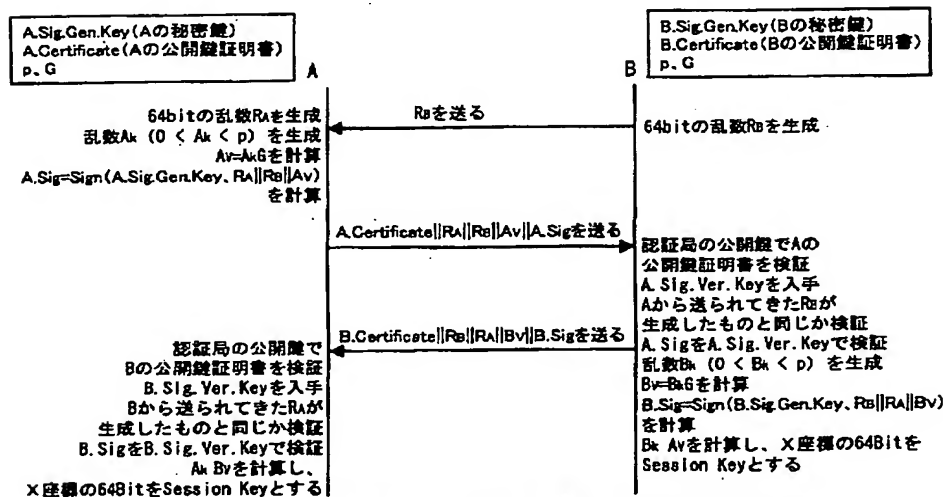 A.Sig.Gen.Key(Aの秘密鍵)
A.Certificate(Aの公開鍵証明書)
p、G
A
B.Sig.Gen.Key(Bの秘密鍵)
B.Certificate(Bの公開鍵証明書)
p、G
B
64bitの乱数RBを生成
RBを送る
64bitの乱数RAを生成
乱数Ak (0 < Ak < p) を生成
Av=AkGを計算
A.Sig=Sign(A.Sig.Gen.Key、RA||RB||Av)
を計算
A.Certificate||RA||RB||Av||A.Sigを送る
認証局の公開鍵でAの
公開鍵証明書を検証
A.Sig.Ver.Keyを入手
Aから送られてきたRBが
生成したものと同じか検証
A.SigをA.Sig.Ver.Keyで検証
乱数Bk (0 < Bk < p) を生成
Bv=BkGを計算
B.Sig=Sign(B.Sig.Gen.Key、RB||RA||Bv)
を計算
Bk Avを計算し、X座標の64Bitを
Session Keyとする
B.Certificate||RB||RA||Bv||B.Sigを送る
認証局の公開鍵で
Bの公開鍵証明書を検証
B.Sig.Ver.Keyを入手
Bから送られてきたRAが
生成したものと同じか検証
B.SigをB.Sig.Ver.Keyで検証
Ak Bvを計算し、
X座標の64BitをSession Keyとする